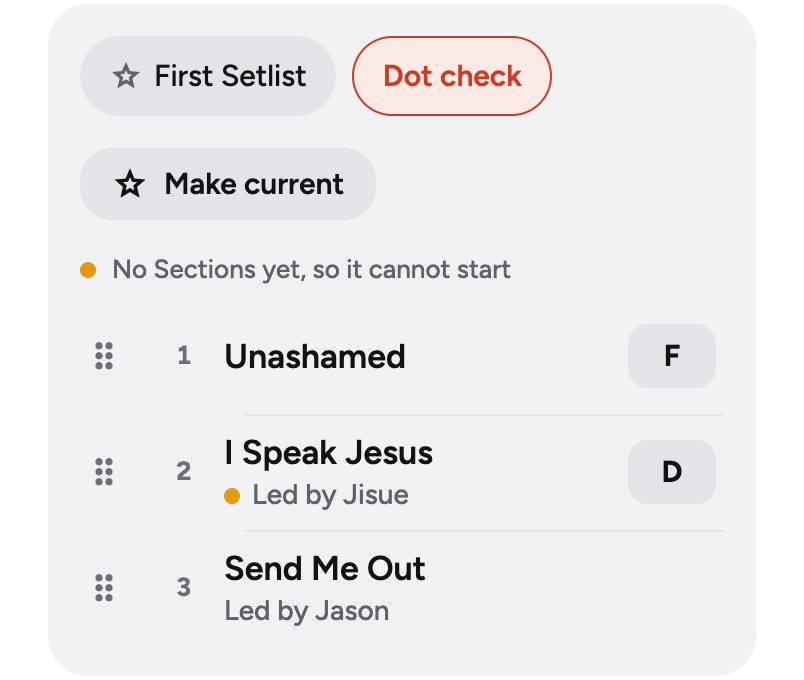 First Setlist
Dot check
Make current
No Sections yet, so it cannot start
1 Unashamed F
2 I Speak Jesus D
Led by Jisue
3 Send Me Out
Led by Jason